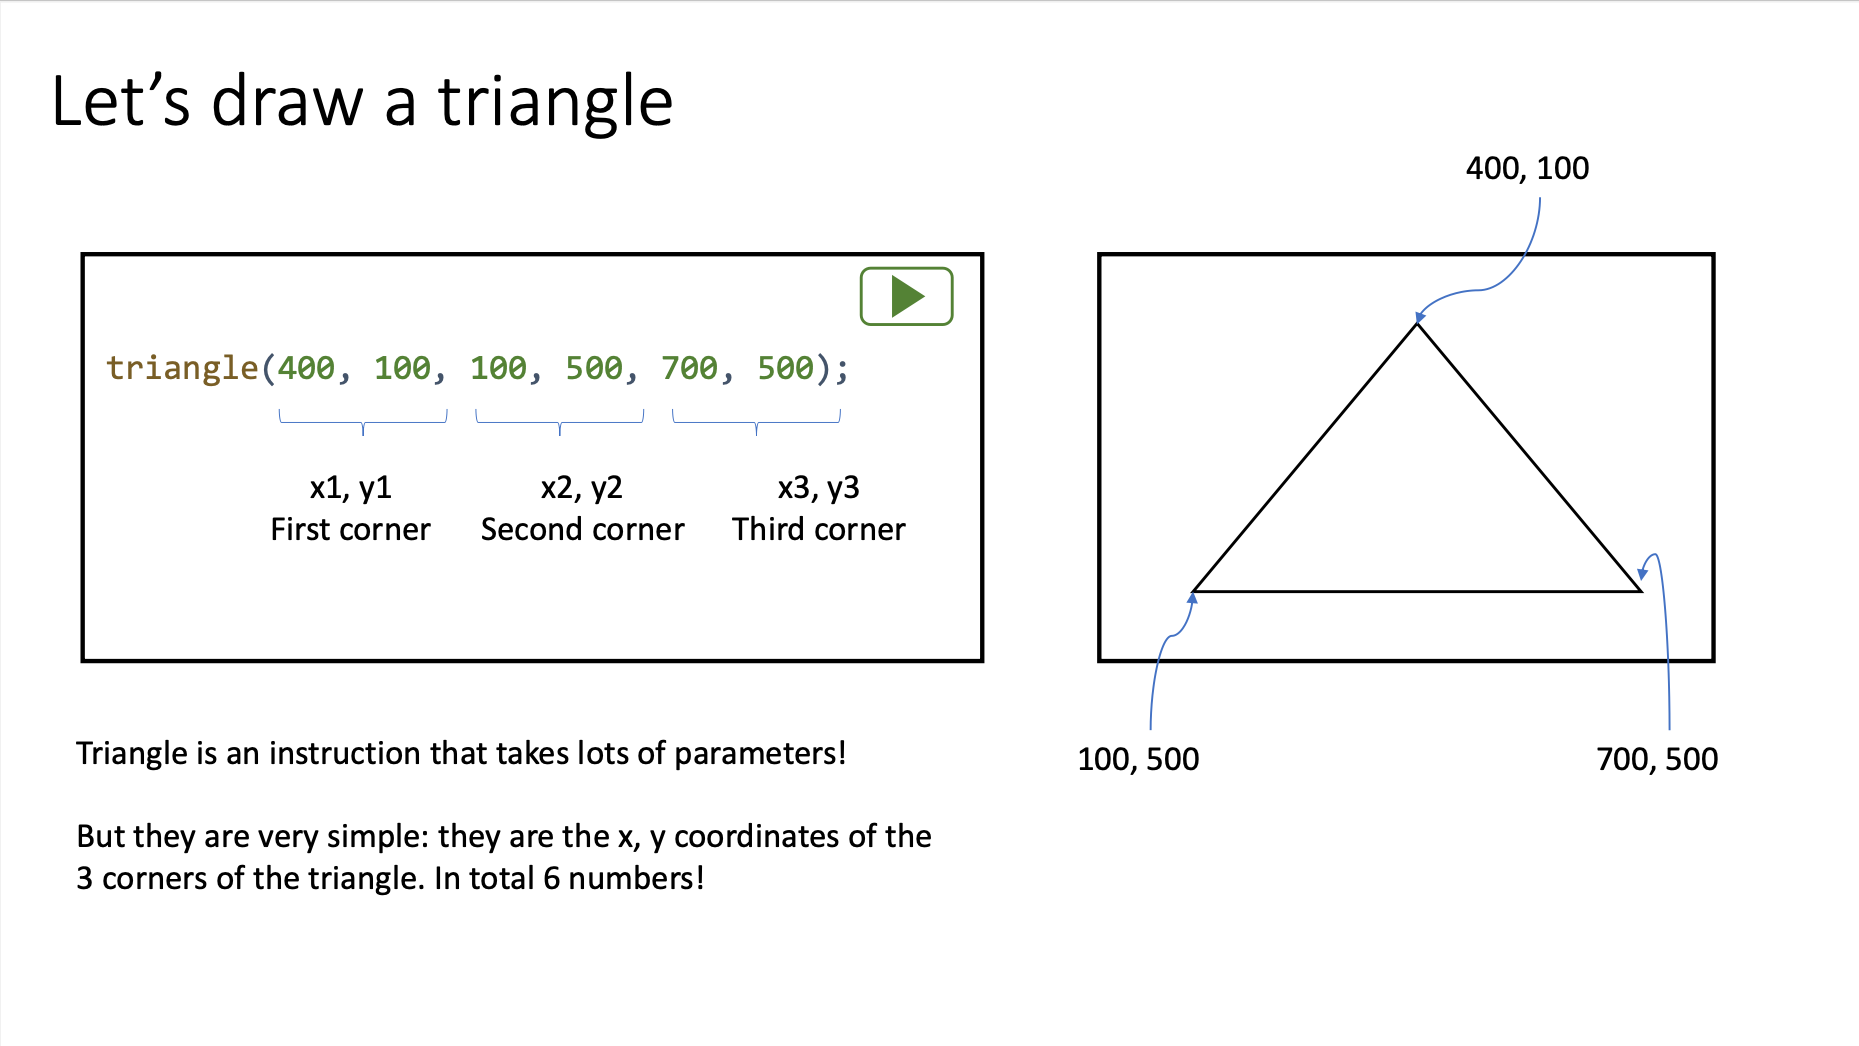 Let’s draw a triangle
400, 100
triangle(400, 100, 100, 500, 700, 500);
x1, y1
First corner
x2, y2
Second corner
x3, y3
Third corner
100, 500
700, 500
Triangle is an instruction that takes lots of parameters!
But they are very simple: they are the x, y coordinates of the
3 corners of the triangle. In total 6 numbers!